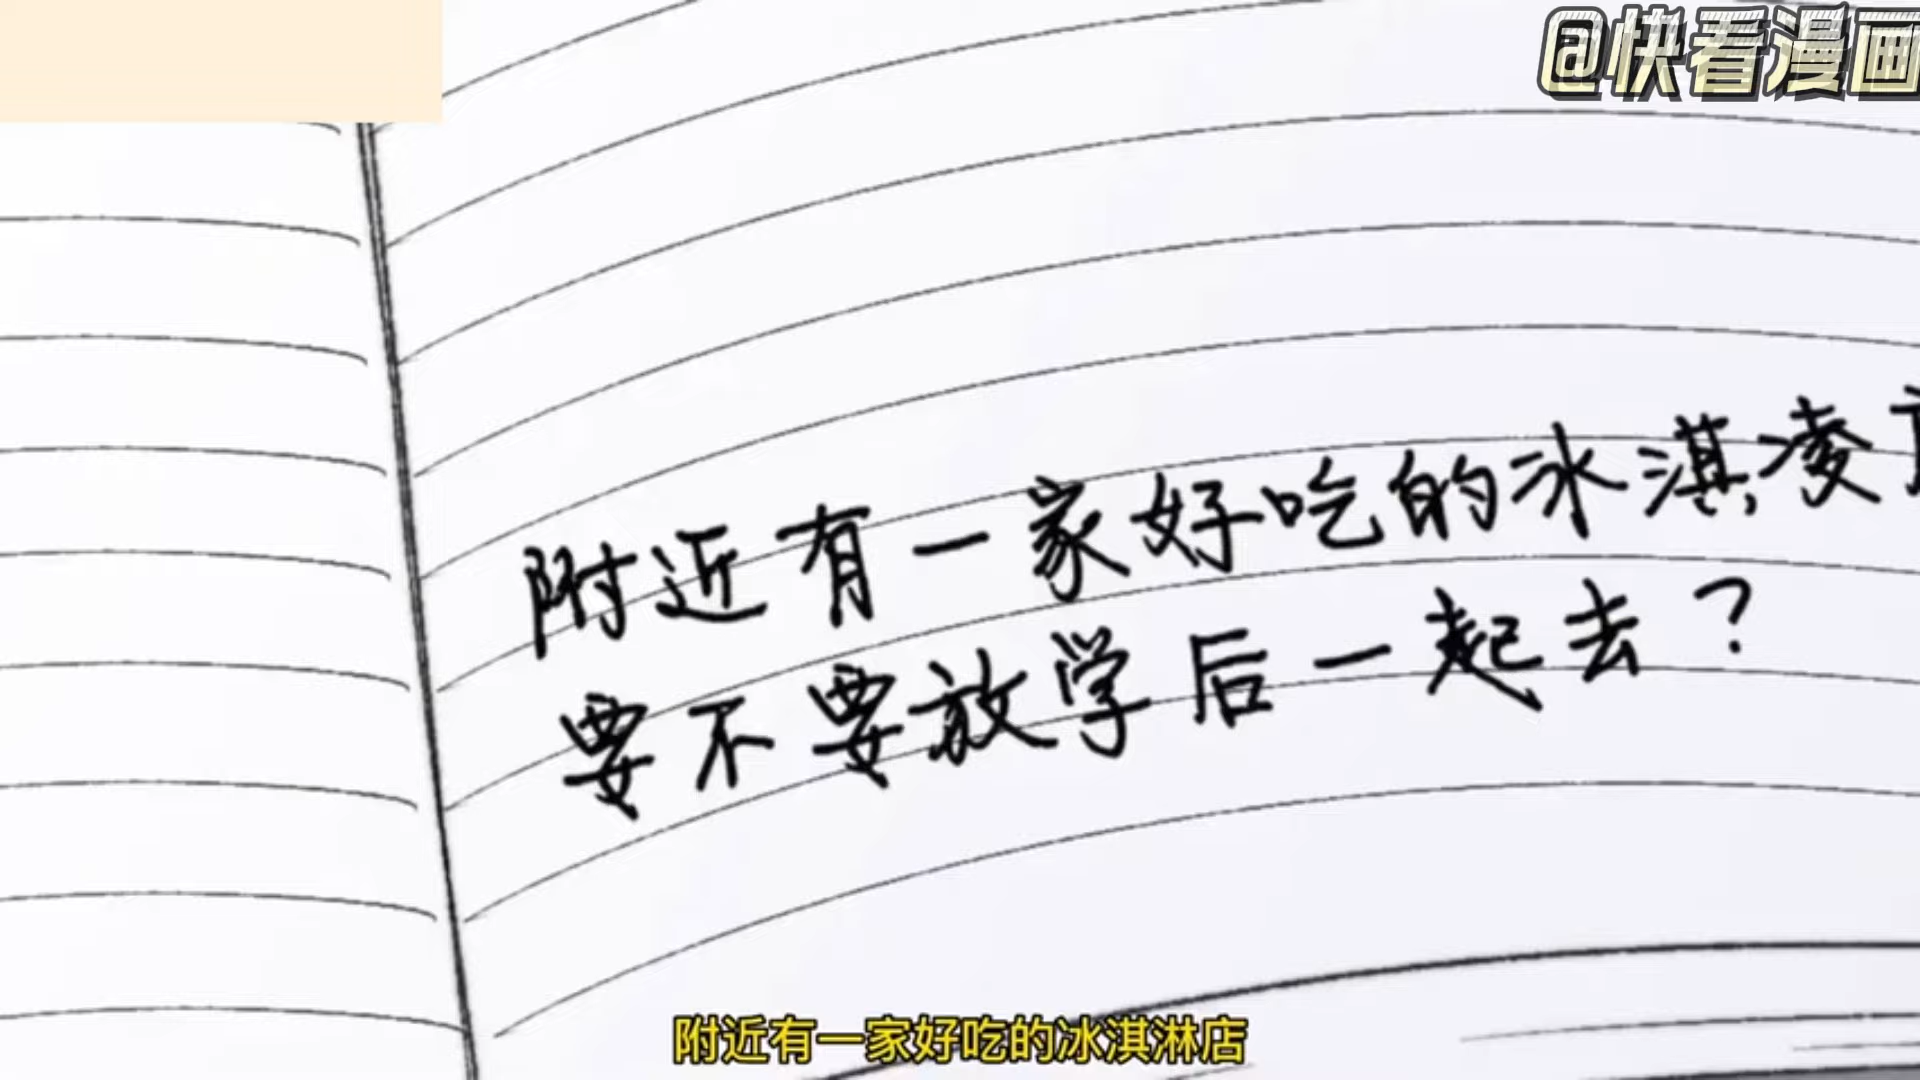 @快看漫画
附近有一家好吃的冰淇凌
要不要放学后一起去？
附近有一家好吃的冰淇淋店